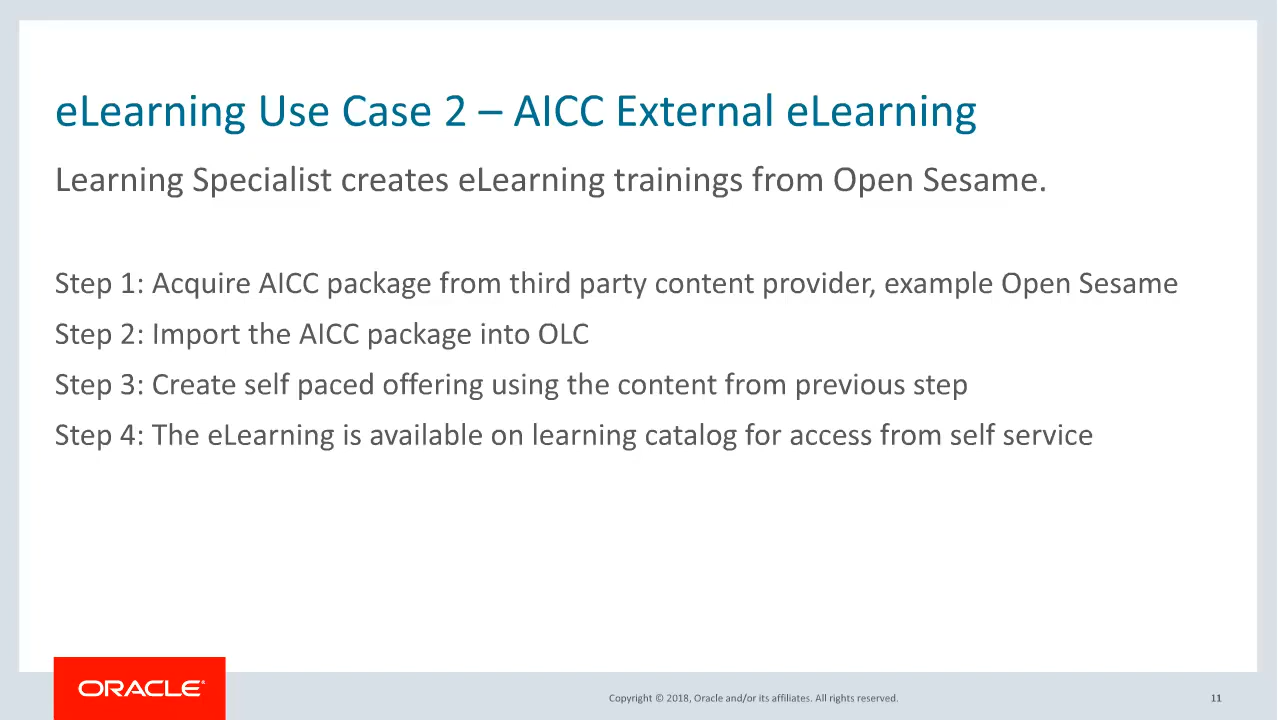 eLearning Use Case 2 – AICC External eLearning
Learning Specialist creates eLearning trainings from Open Sesame.
Step 1: Acquire AICC package from third party content provider, example Open Sesame
Step 2: Import the AICC package into OLC
Step 3: Create self paced offering using the content from previous step
Step 4: The eLearning is available on learning catalog for access from self service
ORACLE®
Copyright © 2018, Oracle and/or its affiliates. All rights reserved.
11